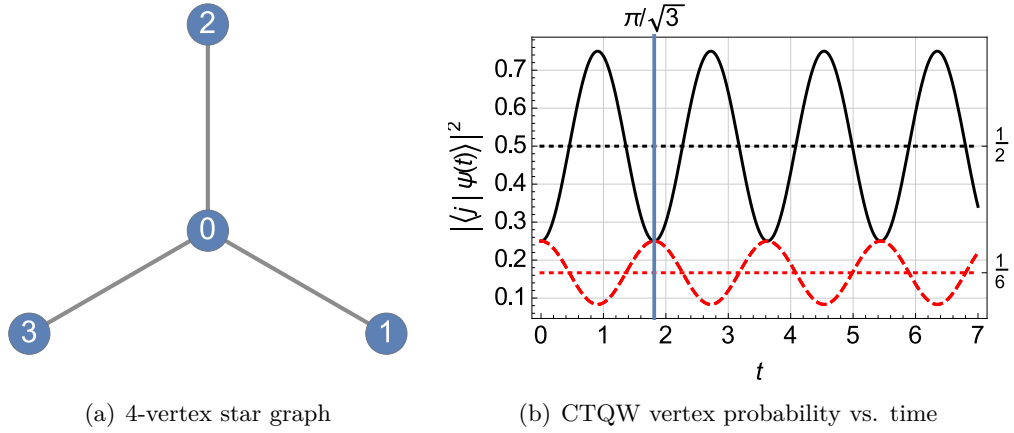 2
0
3
1
(a) 4-vertex star graph
π/√3
|⟨j | ψ(t)⟩|²
0.7
0.6
0.5
0.4
0.3
0.2
0.1
1/2
1/6
0 1 2 3 4 5 6 7
t
(b) CTQW vertex probability vs. time